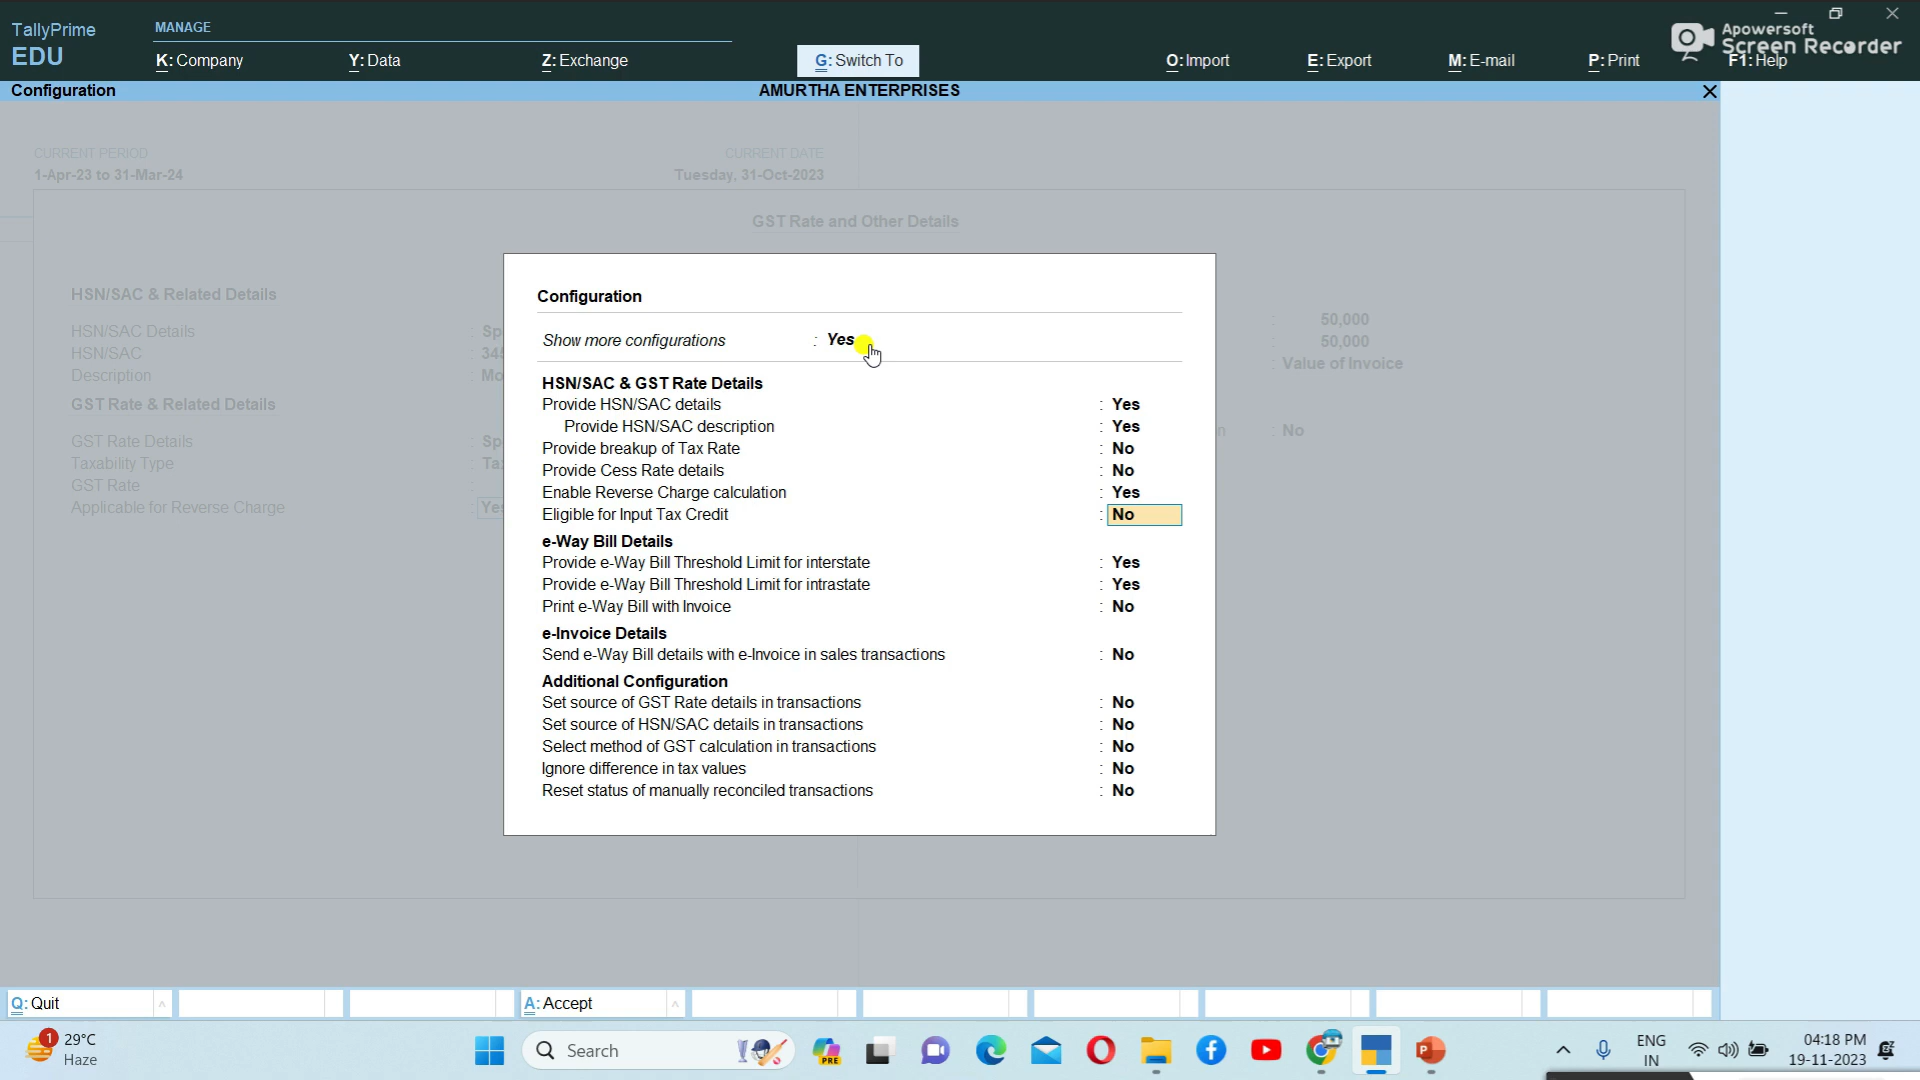 TallyPrime
EDU
MANAGE
K: Company
Y: Data
Z: Exchange
G: Switch To
O: Import
E: Export
M: E-mail
P: Print
F1: Help
Apowersoft
Screen Recorder
Configuration
AMURTHA ENTERPRISES
CURRENT PERIOD
CURRENT DATE
1-Apr-23 to 31-Mar-24
Tuesday, 31-Oct-2023
GST Rate and Other Details
HSN/SAC & Related Details
HSN/SAC Details : Sp
HSN/SAC : 345
Description : Mo
GST Rate & Related Details
GST Rate Details : Sp
Taxability Type : Ta
GST Rate :
Applicable for Reverse Charge : Yes
: 50,000
: 50,000
: Value of Invoice
n : No
Configuration
Show more configurations : Yes
HSN/SAC & GST Rate Details
Provide HSN/SAC details : Yes
Provide HSN/SAC description : Yes
Provide breakup of Tax Rate : No
Provide Cess Rate details : No
Enable Reverse Charge calculation : Yes
Eligible for Input Tax Credit : No
e-Way Bill Details
Provide e-Way Bill Threshold Limit for interstate : Yes
Provide e-Way Bill Threshold Limit for intrastate : Yes
Print e-Way Bill with Invoice : No
e-Invoice Details
Send e-Way Bill details with e-Invoice in sales transactions : No
Additional Configuration
Set source of GST Rate details in transactions : No
Set source of HSN/SAC details in transactions : No
Select method of GST calculation in transactions : No
Ignore difference in tax values : No
Reset status of manually reconciled transactions : No
Q: Quit
A: Accept
1
29°C
Haze
Search
PRE
ENG
IN
04:18 PM
19-11-2023